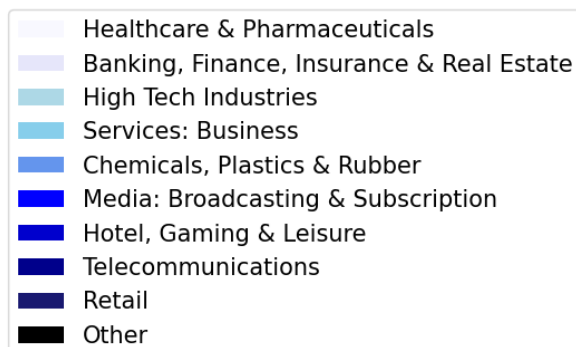 Healthcare & Pharmaceuticals
Banking, Finance, Insurance & Real Estate
High Tech Industries
Services: Business
Chemicals, Plastics & Rubber
Media: Broadcasting & Subscription
Hotel, Gaming & Leisure
Telecommunications
Retail
Other